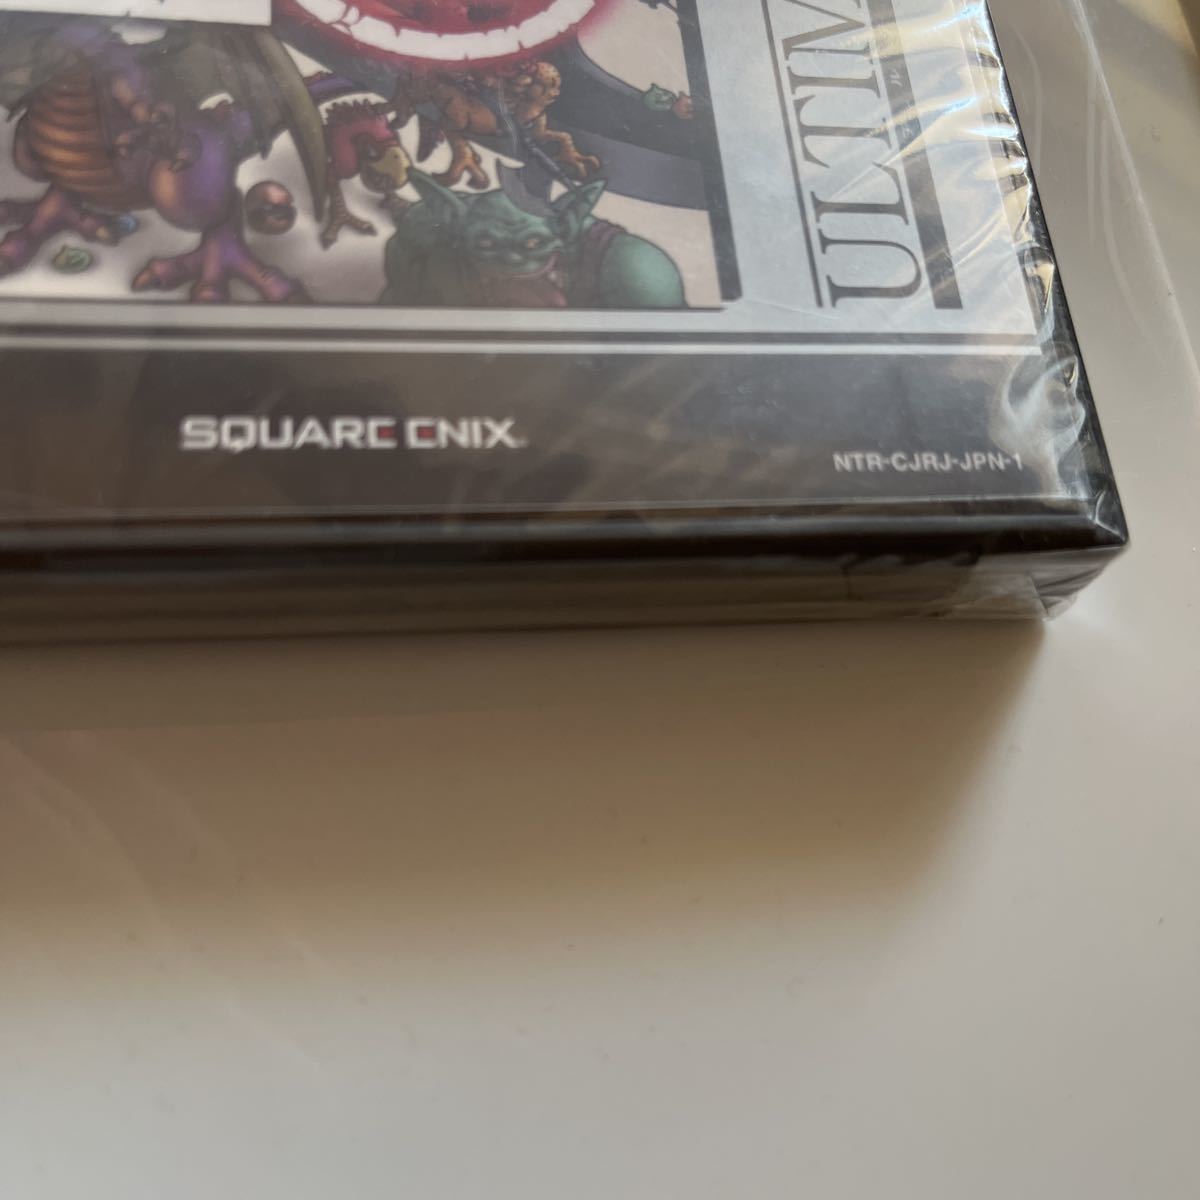 ULTIM
SQUARE ENIX.
NTR-CJRJ-JPN-1